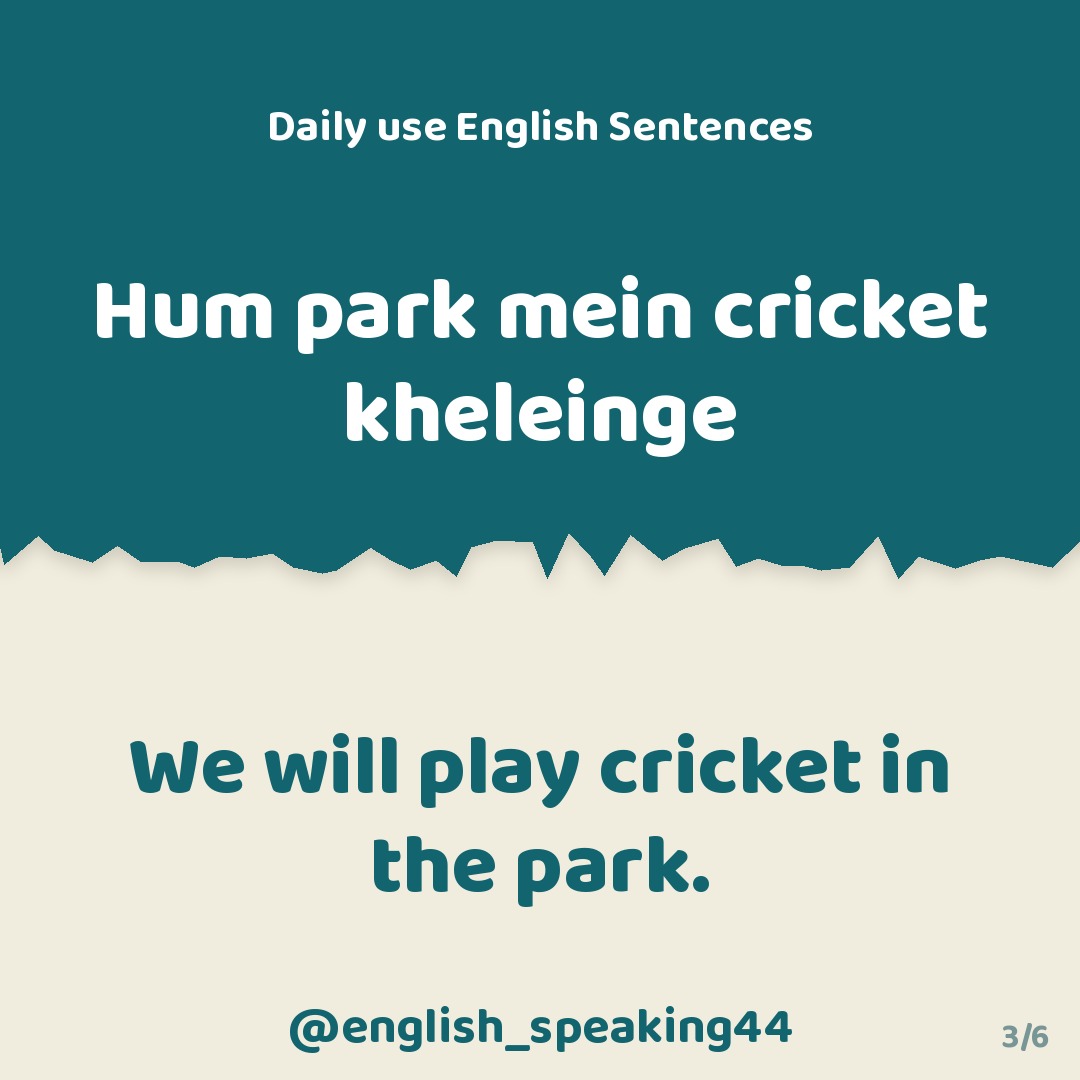 Daily use English Sentences
Hum park mein cricket
kheleinge
We will play cricket in
the park.
@english_speaking44
3/6